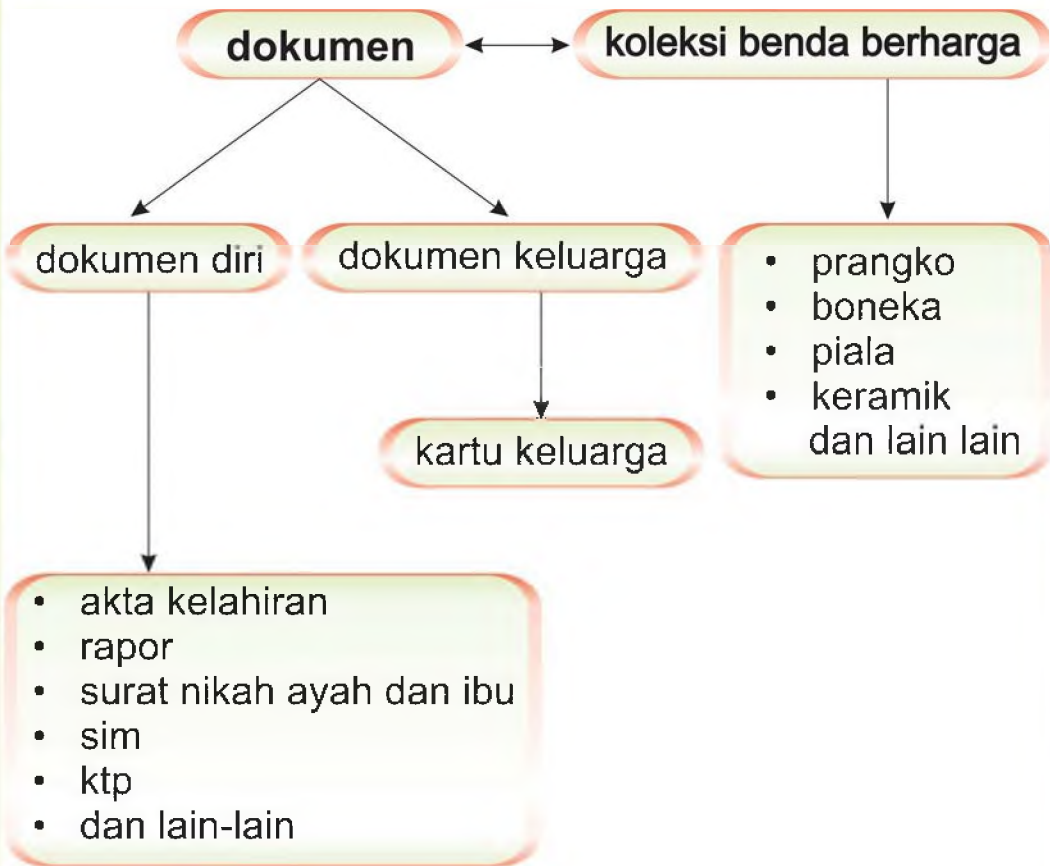 dokumen
koleksi benda berharga
dokumen diri
dokumen keluarga
• prangko
• boneka
• piala
• keramik
dan lain lain
kartu keluarga
• akta kelahiran
• rapor
• surat nikah ayah dan ibu
• sim
• ktp
• dan lain-lain